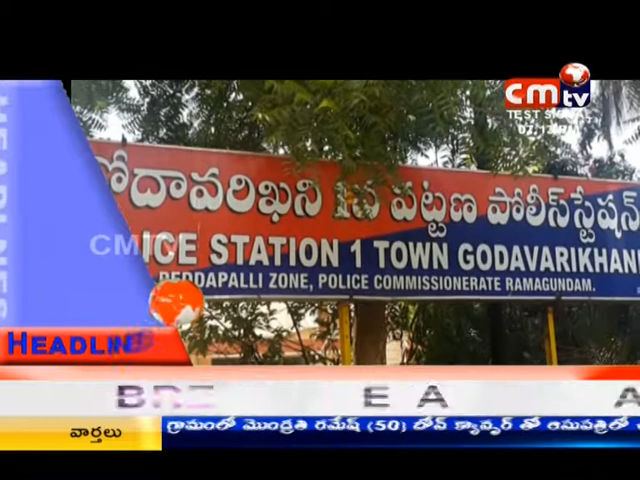 cmtv
TEST SIGNAL
గోదావరిఖని 1వ పట్టణ పోలీస్ స్టేషన్
ICE STATION 1 TOWN GODAVARIKHANI
PEDDAPALLI ZONE, POLICE COMMISSIONERATE RAMAGUNDAM.
వార్తలు
గ్రామంలో మొండ్రతి రమేష్ (50) లోన్ క్యాన్సర్ తో ఆసుపత్రిలో